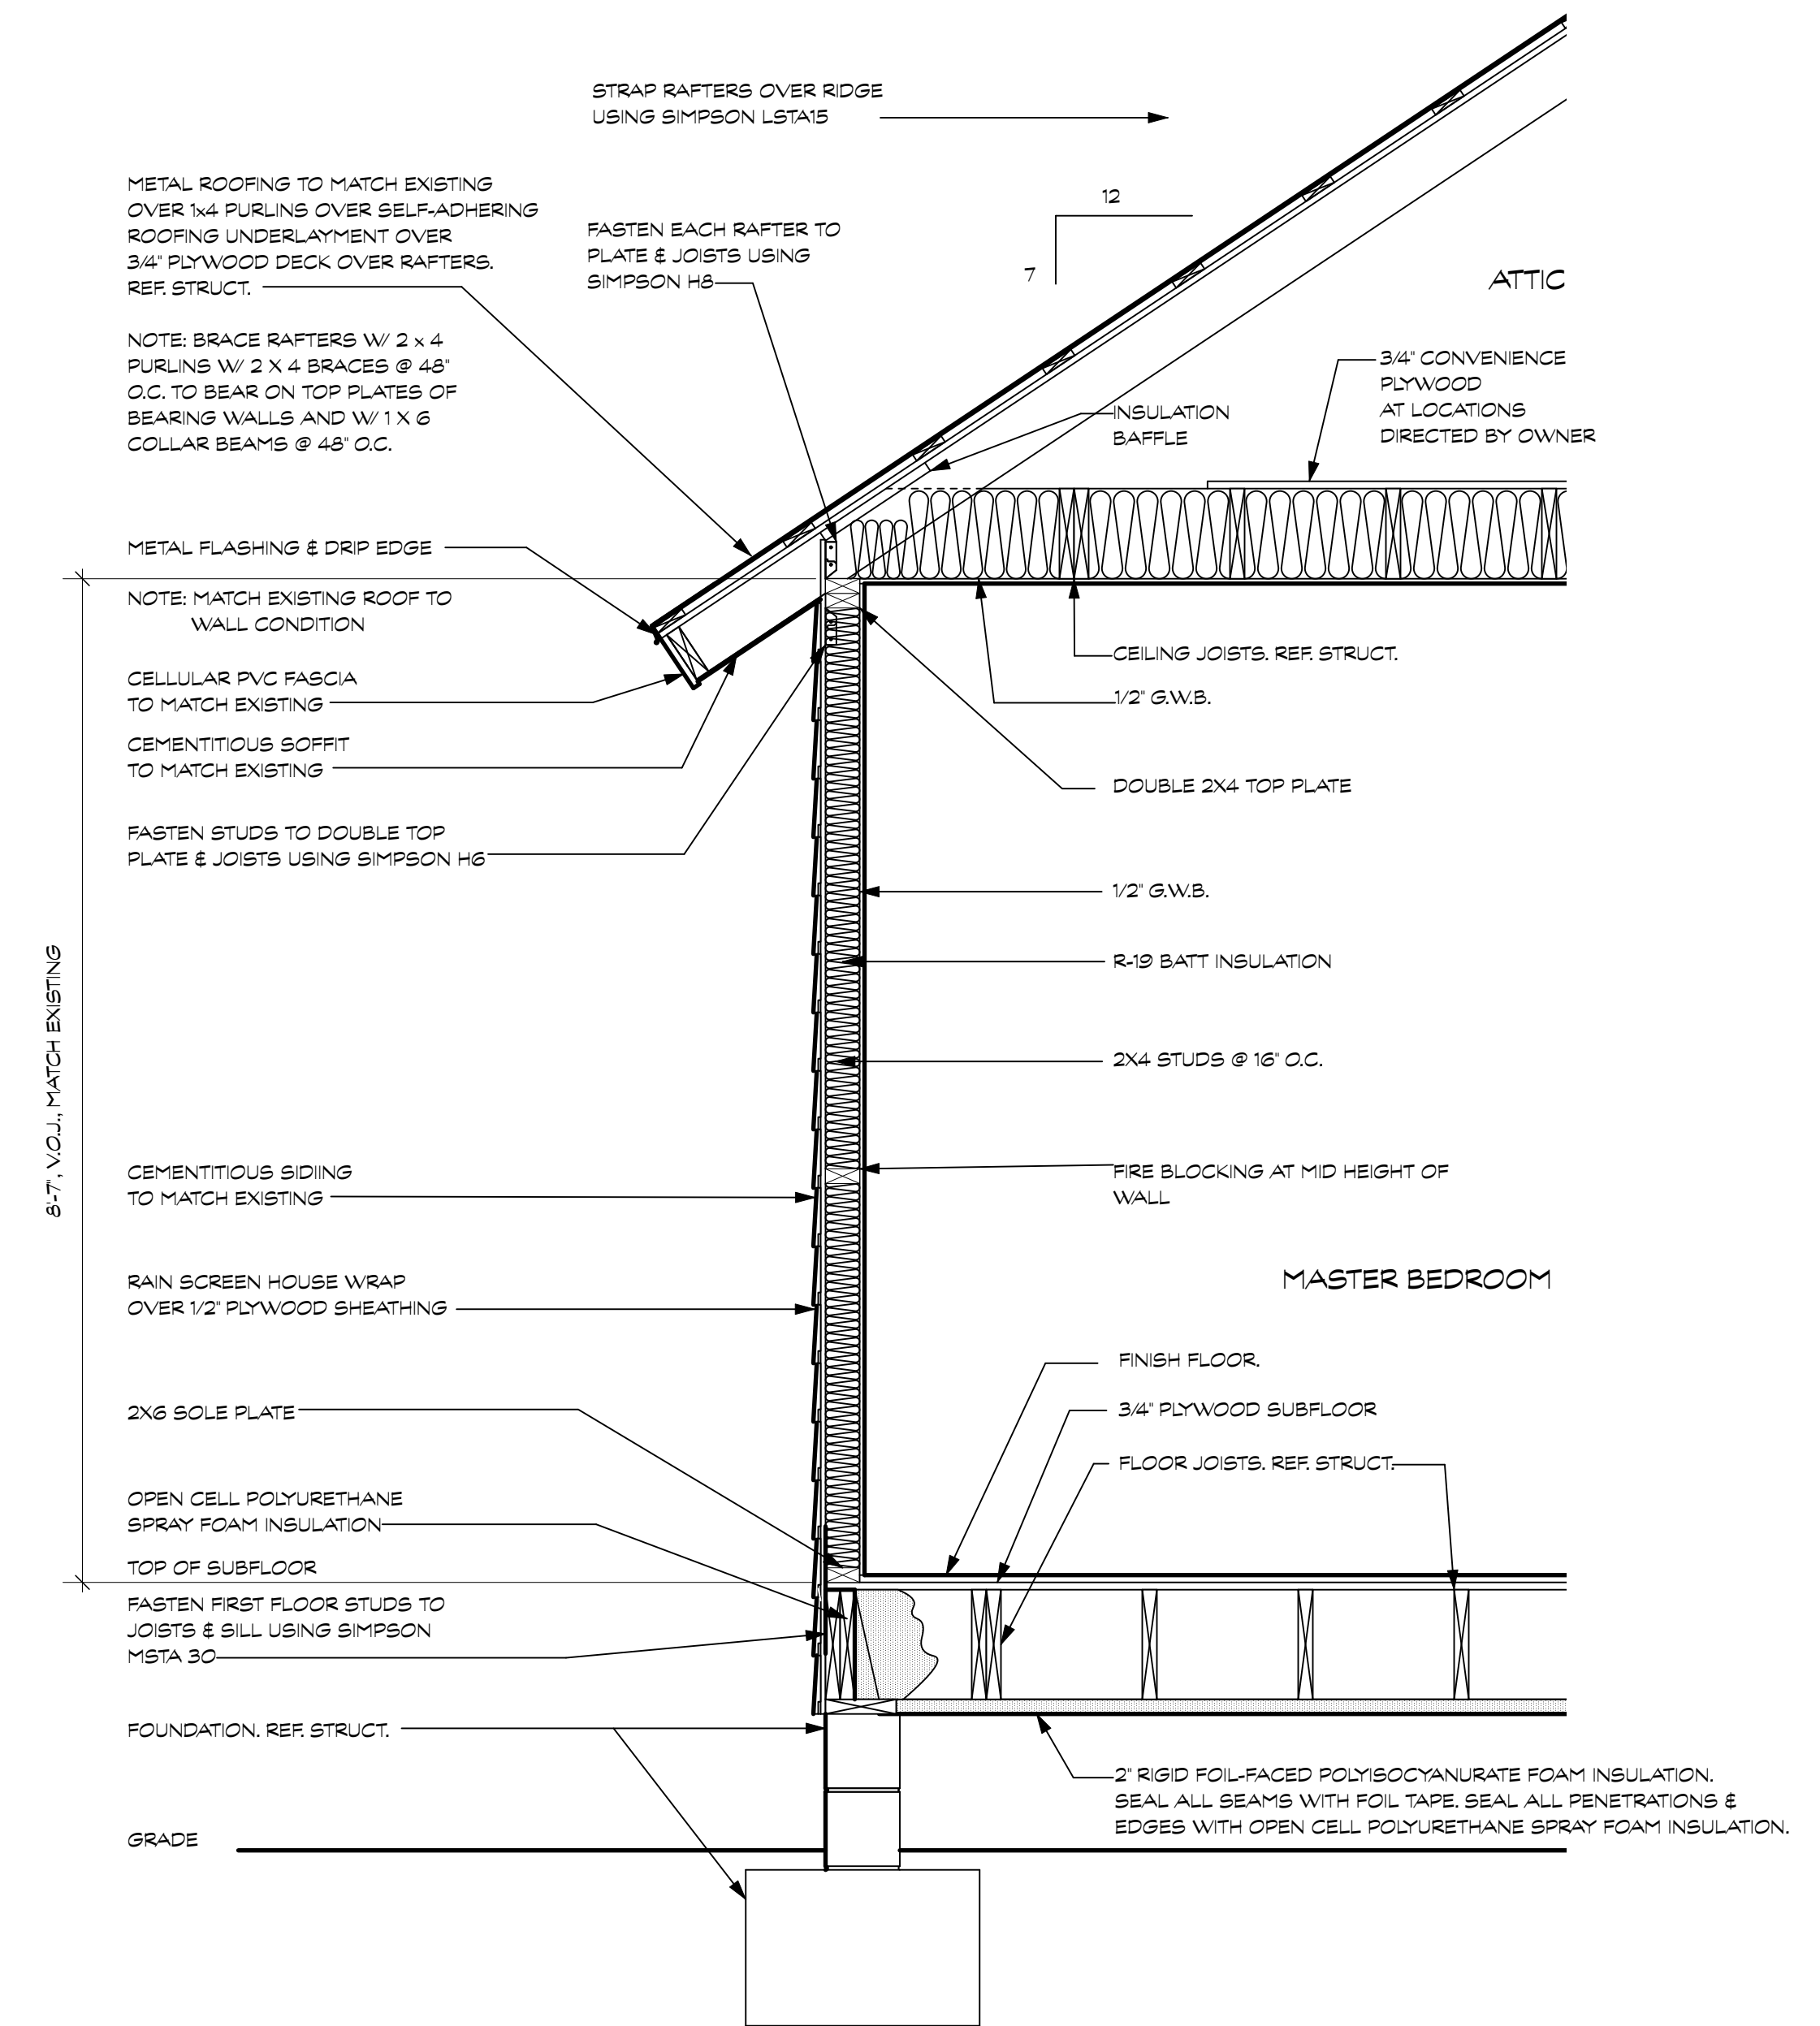 STRAP RAFTERS OVER RIDGE
USING SIMPSON LSTA15
METAL ROOFING TO MATCH EXISTING
OVER 1x4 PURLINS OVER SELF-ADHERING
ROOFING UNDERLAYMENT OVER
3/4" PLYWOOD DECK OVER RAFTERS.
REF. STRUCT.
FASTEN EACH RAFTER TO
PLATE & JOISTS USING
SIMPSON H8
12
7
ATTIC
NOTE: BRACE RAFTERS W/ 2 x 4
PURLINS W/ 2 X 4 BRACES @ 48"
O.C. TO BEAR ON TOP PLATES OF
BEARING WALLS AND W/ 1 X 6
COLLAR BEAMS @ 48" O.C.
3/4" CONVENIENCE
PLYWOOD
AT LOCATIONS
DIRECTED BY OWNER
INSULATION
BAFFLE
METAL FLASHING & DRIP EDGE
NOTE: MATCH EXISTING ROOF TO
WALL CONDITION
CELLULAR PVC FASCIA
TO MATCH EXISTING
CEMENTITIOUS SOFFIT
TO MATCH EXISTING
FASTEN STUDS TO DOUBLE TOP
PLATE & JOISTS USING SIMPSON H6
CEILING JOISTS. REF. STRUCT.
1/2" G.W.B.
DOUBLE 2X4 TOP PLATE
1/2" G.W.B.
R-19 BATT INSULATION
2X4 STUDS @ 16" O.C.
8'-7", V.O.J., MATCH EXISTING
CEMENTITIOUS SIDIING
TO MATCH EXISTING
FIRE BLOCKING AT MID HEIGHT OF
WALL
RAIN SCREEN HOUSE WRAP
OVER 1/2" PLYWOOD SHEATHING
MASTER BEDROOM
FINISH FLOOR.
3/4" PLYWOOD SUBFLOOR
FLOOR JOISTS. REF. STRUCT.
2X6 SOLE PLATE
OPEN CELL POLYURETHANE
SPRAY FOAM INSULATION
TOP OF SUBFLOOR
FASTEN FIRST FLOOR STUDS TO
JOISTS & SILL USING SIMPSON
MSTA 30
FOUNDATION. REF. STRUCT.
2" RIGID FOIL-FACED POLYISOCYANURATE FOAM INSULATION.
SEAL ALL SEAMS WITH FOIL TAPE. SEAL ALL PENETRATIONS &
EDGES WITH OPEN CELL POLYURETHANE SPRAY FOAM INSULATION.
GRADE